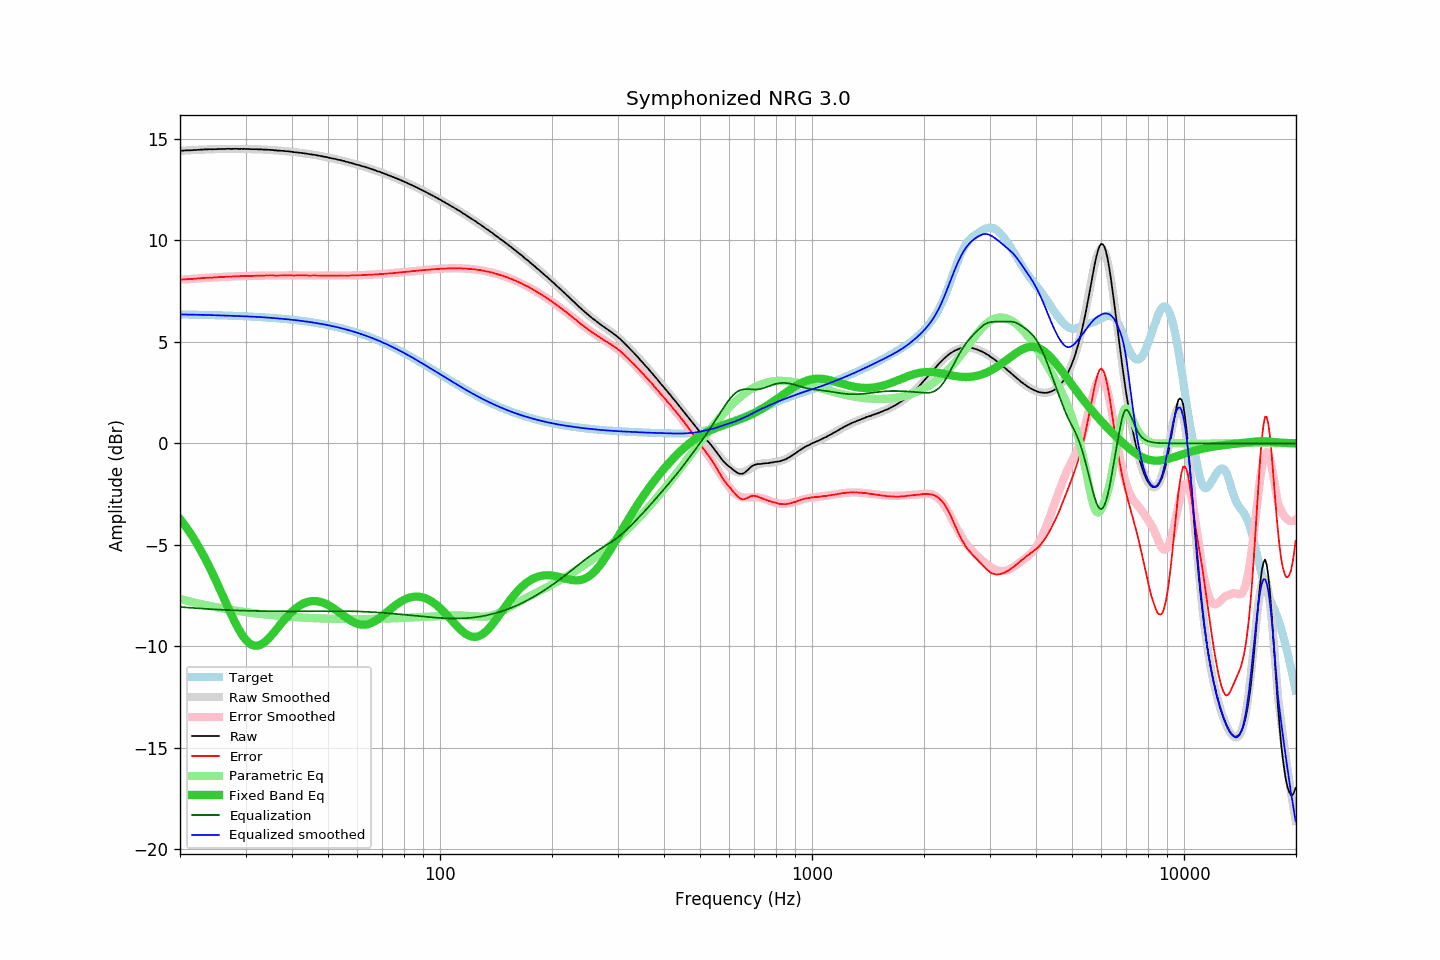 Symphonized NRG 3.0
15
10
5
0
−5
−10
−15
−20
Amplitude (dBr)
Target
Raw Smoothed
Error Smoothed
Raw
Error
Parametric Eq
Fixed Band Eq
Equalization
Equalized smoothed
100
1000
10000
Frequency (Hz)